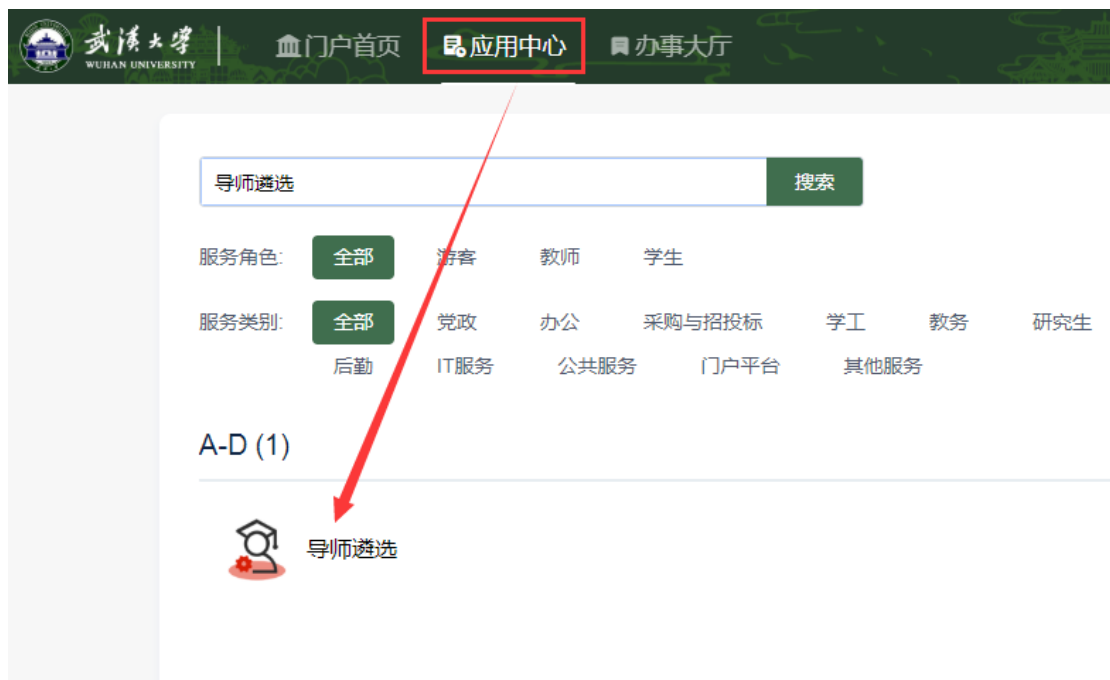 武汉大学
WUHAN UNIVERSITY
门户首页 应用中心 办事大厅
导师遴选 搜索
服务角色: 全部 游客 教师 学生
服务类别: 全部 党政 办公 采购与招投标 学工 教务 研究生
后勤 IT服务 公共服务 门户平台 其他服务
A-D (1)
导师遴选